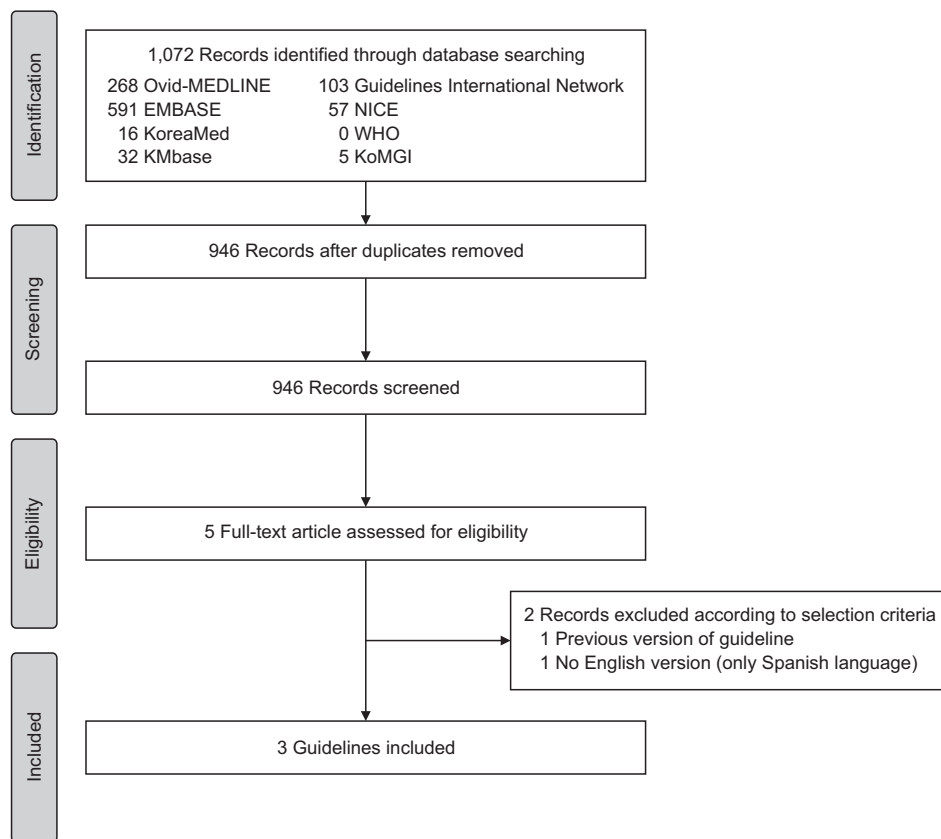 Identification
1,072 Records identified through database searching
268 Ovid-MEDLINE
591 EMBASE
16 KoreaMed
32 KMbase
103 Guidelines International Network
57 NICE
0 WHO
5 KoMGI
Screening
946 Records after duplicates removed
946 Records screened
Eligibility
5 Full-text article assessed for eligibility
2 Records excluded according to selection criteria
1 Previous version of guideline
1 No English version (only Spanish language)
Included
3 Guidelines included